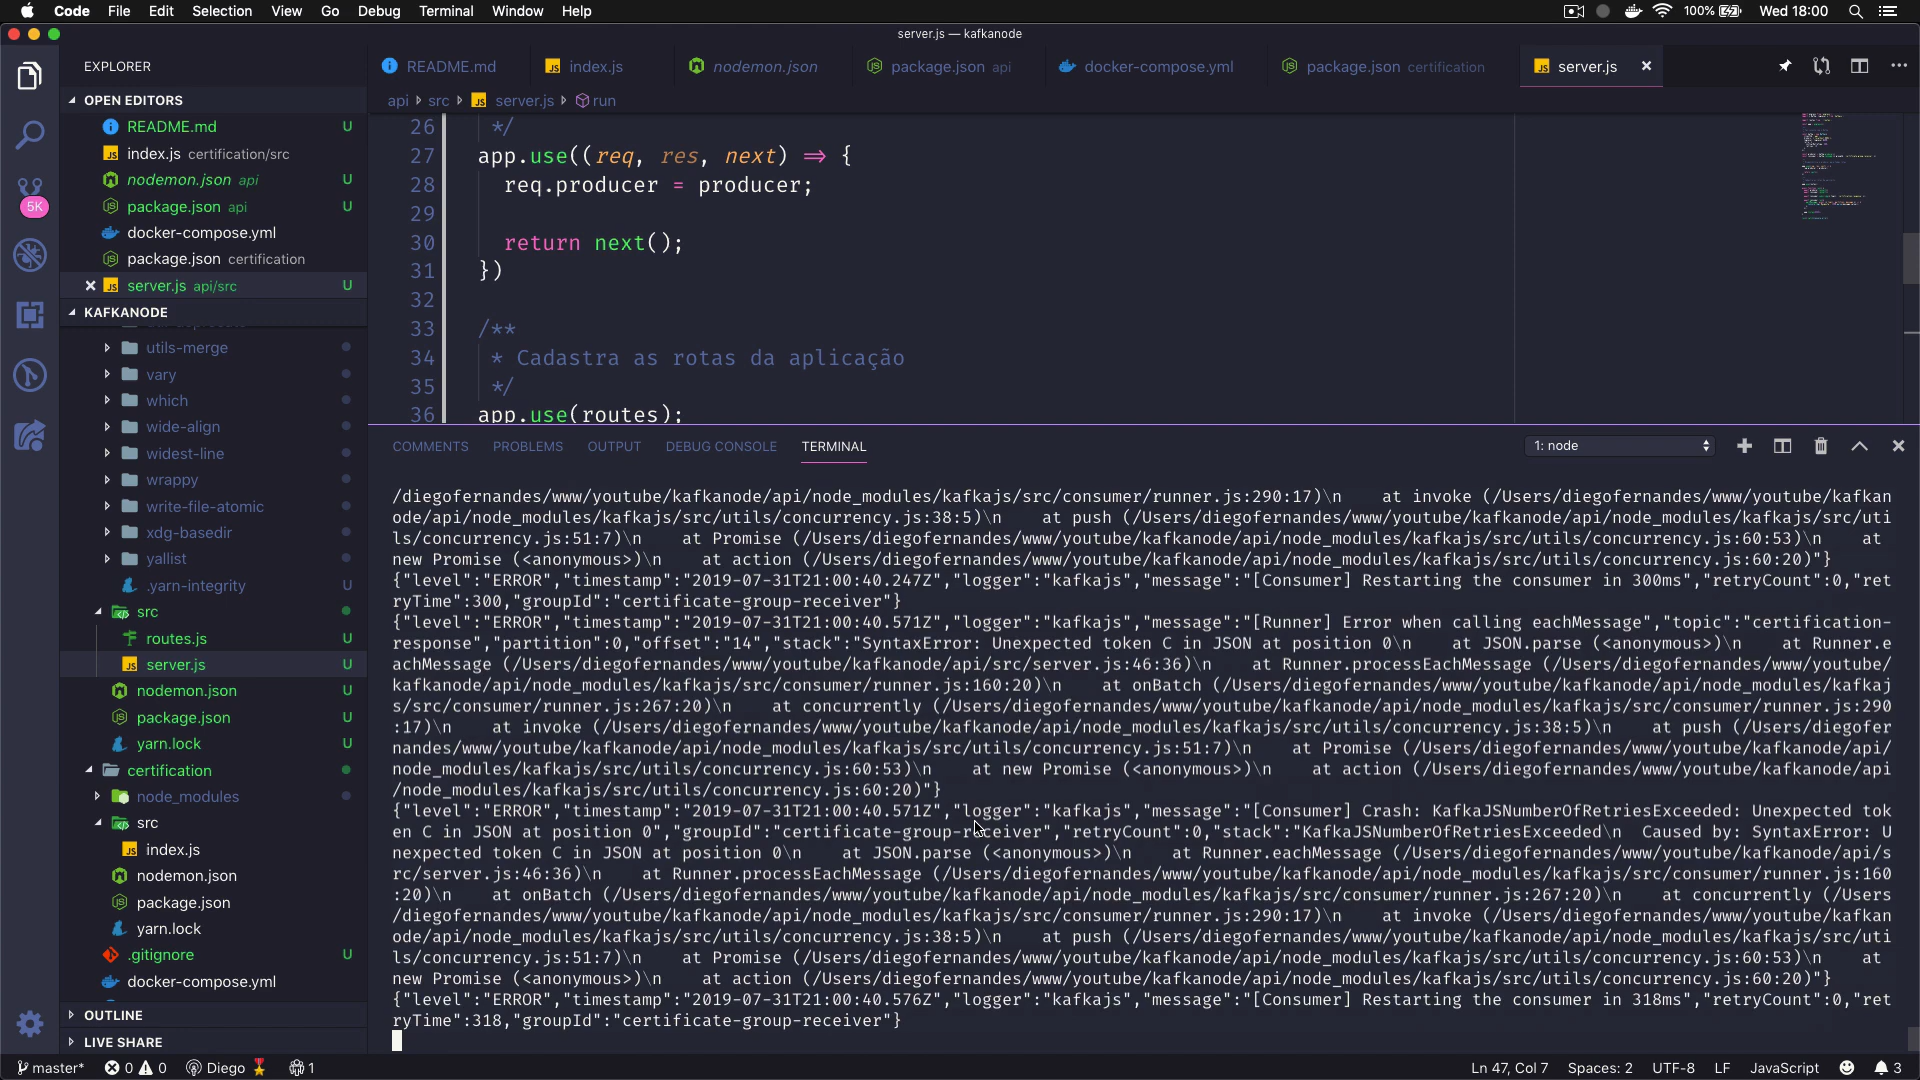 Code File Edit Selection View Go Debug Terminal Window Help 100% Wed 18:00
server.js — kafkanode
EXPLORER
OPEN EDITORS
README.md U
index.js certification/src
nodemon.json api U
package.json api U
docker-compose.yml
package.json certification
server.js api/src U
KAFKANODE
utils-merge
vary
which
wide-align
widest-line
wrappy
write-file-atomic
xdg-basedir
yallist
.yarn-integrity U
src
routes.js U
server.js U
nodemon.json U
package.json U
yarn.lock U
certification
node_modules
src
index.js
nodemon.json
package.json
yarn.lock
.gitignore U
docker-compose.yml
OUTLINE
LIVE SHARE
5K
README.md index.js nodemon.json package.json api docker-compose.yml package.json certification server.js
api src server.js run
26 */
27 app.use((req, res, next) => {
28 req.producer = producer;
29
30 return next();
31 })
32
33 /**
34 * Cadastra as rotas da aplicação
35 */
36 app.use(routes);
COMMENTS PROBLEMS OUTPUT DEBUG CONSOLE TERMINAL 1: node
/diegofernandes/www/youtube/kafkanode/api/node_modules/kafkajs/src/consumer/runner.js:290:17)\n    at invoke (/Users/diegofernandes/www/youtube/kafkan
ode/api/node_modules/kafkajs/src/utils/concurrency.js:38:5)\n    at push (/Users/diegofernandes/www/youtube/kafkanode/api/node_modules/kafkajs/src/uti
ls/concurrency.js:51:7)\n    at Promise (/Users/diegofernandes/www/youtube/kafkanode/api/node_modules/kafkajs/src/utils/concurrency.js:60:53)\n    at
new Promise (<anonymous>)\n    at action (/Users/diegofernandes/www/youtube/kafkanode/api/node_modules/kafkajs/src/utils/concurrency.js:60:20)"}
{"level":"ERROR","timestamp":"2019-07-31T21:00:40.247Z","logger":"kafkajs","message":"[Consumer] Restarting the consumer in 300ms","retryCount":0,"ret
ryTime":300,"groupId":"certificate-group-receiver"}
{"level":"ERROR","timestamp":"2019-07-31T21:00:40.571Z","logger":"kafkajs","message":"[Runner] Error when calling eachMessage","topic":"certification-
response","partition":0,"offset":"14","stack":"SyntaxError: Unexpected token C in JSON at position 0\n    at JSON.parse (<anonymous>)\n    at Runner.e
achMessage (/Users/diegofernandes/www/youtube/kafkanode/api/src/server.js:46:36)\n    at Runner.processEachMessage (/Users/diegofernandes/www/youtube/
kafkanode/api/node_modules/kafkajs/src/consumer/runner.js:160:20)\n    at onBatch (/Users/diegofernandes/www/youtube/kafkanode/api/node_modules/kafkaj
s/src/consumer/runner.js:267:20)\n    at concurrently (/Users/diegofernandes/www/youtube/kafkanode/api/node_modules/kafkajs/src/consumer/runner.js:290
:17)\n    at invoke (/Users/diegofernandes/www/youtube/kafkanode/api/node_modules/kafkajs/src/utils/concurrency.js:38:5)\n    at push (/Users/diegofer
nandes/www/youtube/kafkanode/api/node_modules/kafkajs/src/utils/concurrency.js:51:7)\n    at Promise (/Users/diegofernandes/www/youtube/kafkanode/api/
node_modules/kafkajs/src/utils/concurrency.js:60:53)\n    at new Promise (<anonymous>)\n    at action (/Users/diegofernandes/www/youtube/kafkanode/api
/node_modules/kafkajs/src/utils/concurrency.js:60:20)"}
{"level":"ERROR","timestamp":"2019-07-31T21:00:40.571Z","logger":"kafkajs","message":"[Consumer] Crash: KafkaJSNumberOfRetriesExceeded: Unexpected tok
en C in JSON at position 0","groupId":"certificate-group-receiver","retryCount":0,"stack":"KafkaJSNumberOfRetriesExceeded\n  Caused by: SyntaxError: U
nexpected token C in JSON at position 0\n    at JSON.parse (<anonymous>)\n    at Runner.eachMessage (/Users/diegofernandes/www/youtube/kafkanode/api/s
rc/server.js:46:36)\n    at Runner.processEachMessage (/Users/diegofernandes/www/youtube/kafkanode/api/node_modules/kafkajs/src/consumer/runner.js:160
:20)\n    at onBatch (/Users/diegofernandes/www/youtube/kafkanode/api/node_modules/kafkajs/src/consumer/runner.js:267:20)\n    at concurrently (/Users
/diegofernandes/www/youtube/kafkanode/api/node_modules/kafkajs/src/consumer/runner.js:290:17)\n    at invoke (/Users/diegofernandes/www/youtube/kafkan
ode/api/node_modules/kafkajs/src/utils/concurrency.js:38:5)\n    at push (/Users/diegofernandes/www/youtube/kafkanode/api/node_modules/kafkajs/src/uti
ls/concurrency.js:51:7)\n    at Promise (/Users/diegofernandes/www/youtube/kafkanode/api/node_modules/kafkajs/src/utils/concurrency.js:60:53)\n    at
new Promise (<anonymous>)\n    at action (/Users/diegofernandes/www/youtube/kafkanode/api/node_modules/kafkajs/src/utils/concurrency.js:60:20)"}
{"level":"ERROR","timestamp":"2019-07-31T21:00:40.576Z","logger":"kafkajs","message":"[Consumer] Restarting the consumer in 318ms","retryCount":0,"ret
ryTime":318,"groupId":"certificate-group-receiver"}
master* 0 0 Diego 1 Ln 47, Col 7 Spaces: 2 UTF-8 LF JavaScript 3